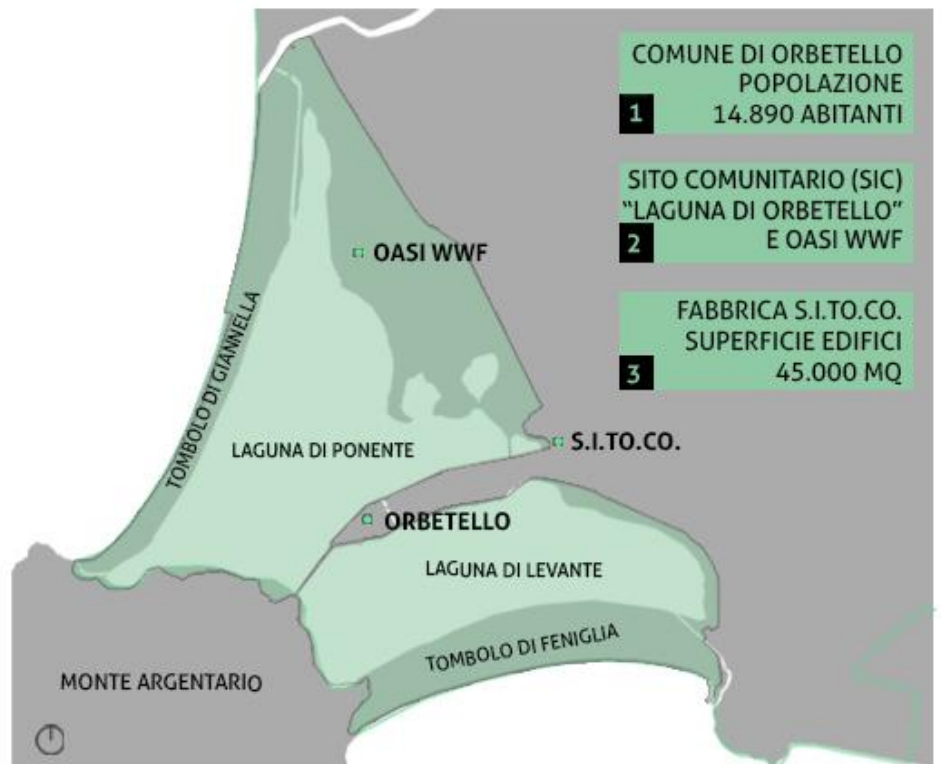 COMUNE DI ORBETELLO
POPOLAZIONE
1 14.890 ABITANTI
SITO COMUNITARIO (SIC)
"LAGUNA DI ORBETELLO"
2 E OASI WWF
FABBRICA S.I.TO.CO.
SUPERFICIE EDIFICI
3 45.000 MQ
OASI WWF
TOMBOLO DI GIANNELLA
LAGUNA DI PONENTE
S.I.TO.CO.
ORBETELLO
LAGUNA DI LEVANTE
TOMBOLO DI FENIGLIA
MONTE ARGENTARIO